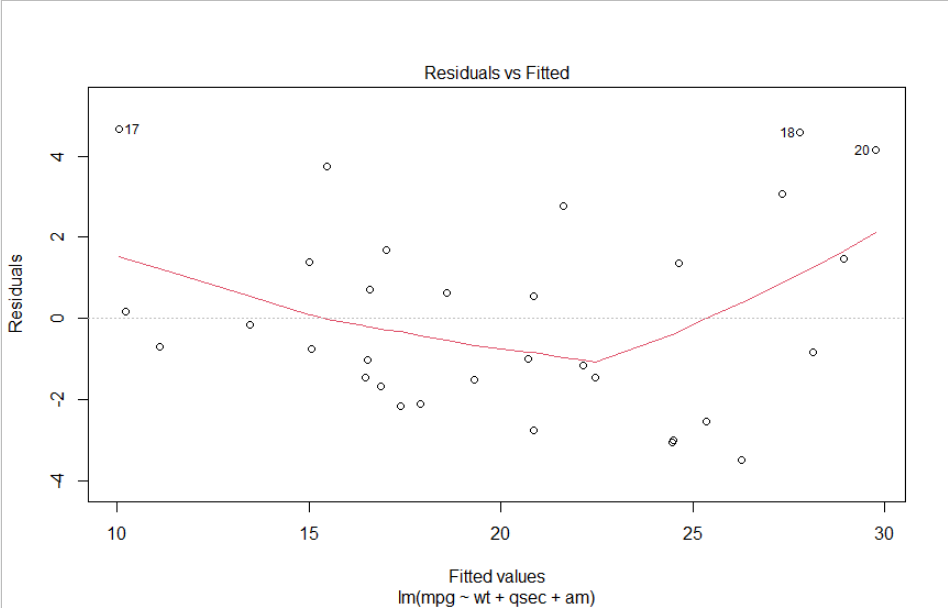 Residuals vs Fitted
17
18
20
Residuals
4
2
0
-2
-4
10 15 20 25 30
Fitted values
lm(mpg ~ wt + qsec + am)